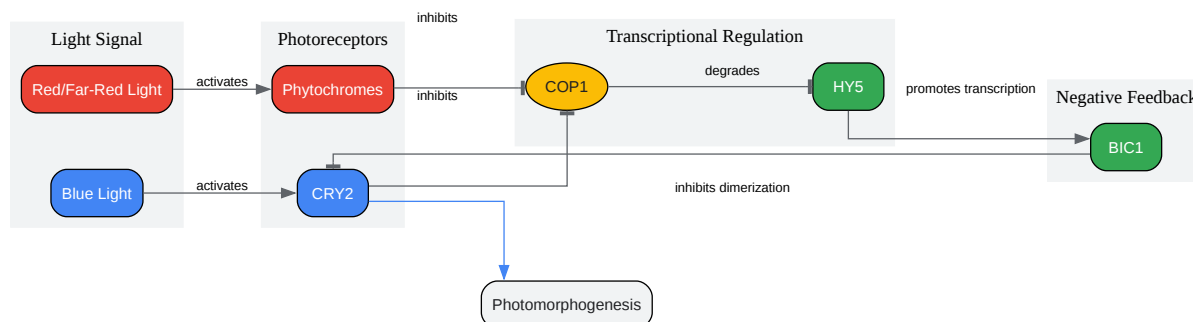 inhibits
Light Signal
Photoreceptors
Transcriptional Regulation
Red/Far-Red Light
activates
Phytochromes
inhibits
COP1
degrades
HY5
promotes transcription
Negative Feedback
BIC1
Blue Light
activates
CRY2
inhibits dimerization
Photomorphogenesis